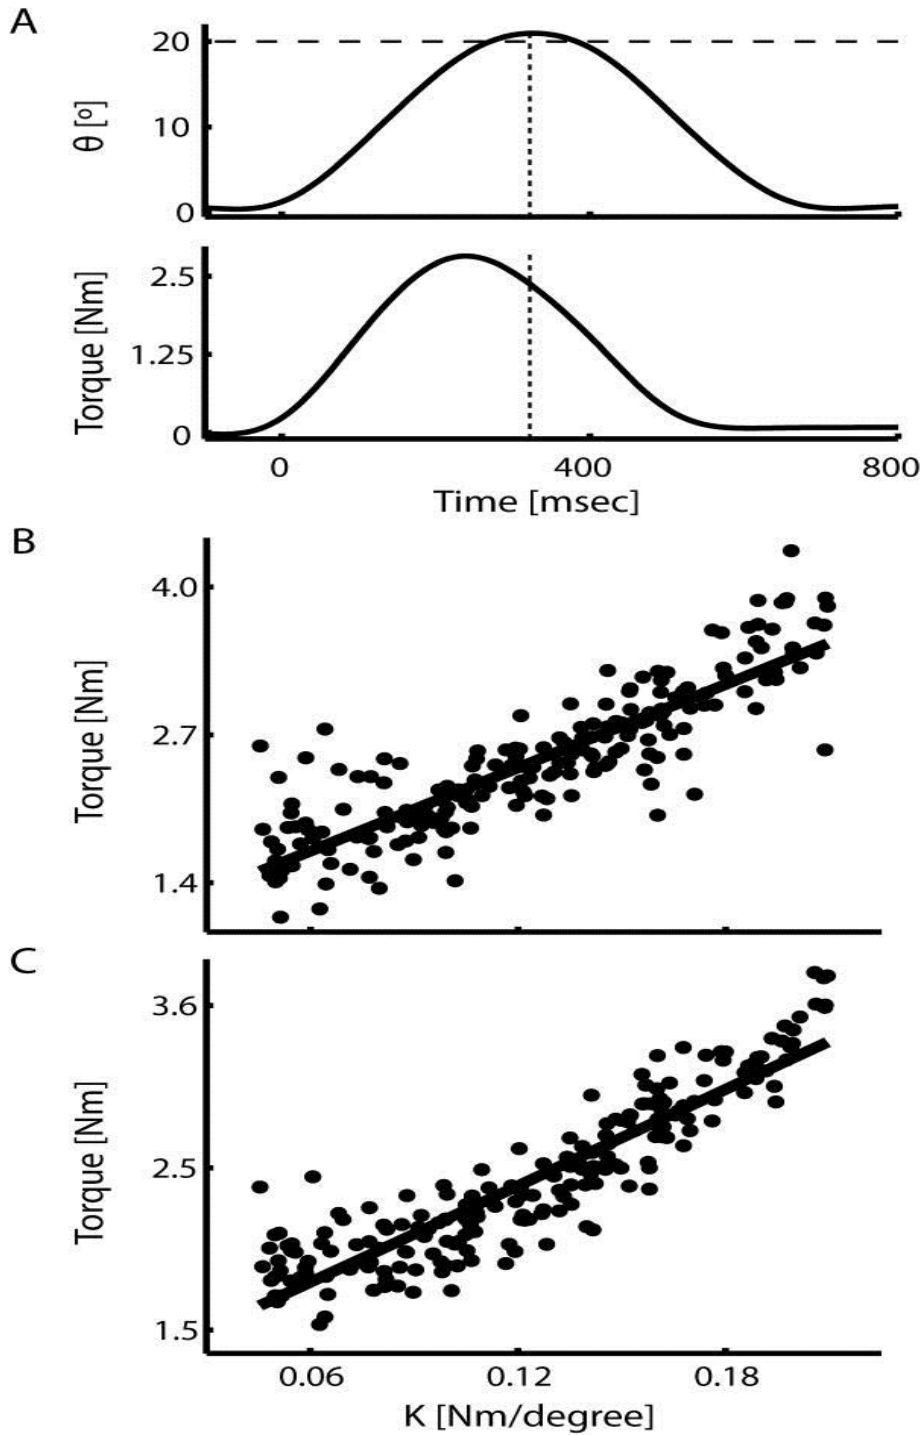 A
20
10
0
θ [º]
2.5
1.25
0
Torque [Nm]
0
400
800
Time [msec]
B
4.0
2.7
1.4
Torque [Nm]
C
3.6
2.5
1.5
Torque [Nm]
0.06
0.12
0.18
K [Nm/degree]